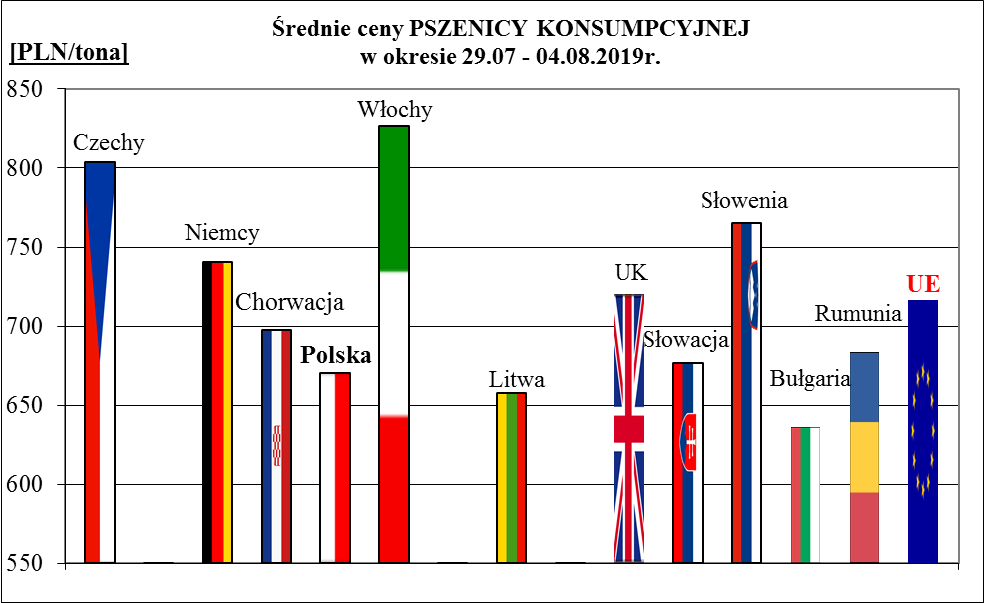 Średnie ceny PSZENICY KONSUMPCYJNEJ
w okresie 29.07 - 04.08.2019r.
[PLN/tona]
850
800
750
700
650
600
550
Czechy
Niemcy
Chorwacja
Polska
Włochy
Litwa
UK
Słowacja
Słowenia
Bułgaria
Rumunia
UE